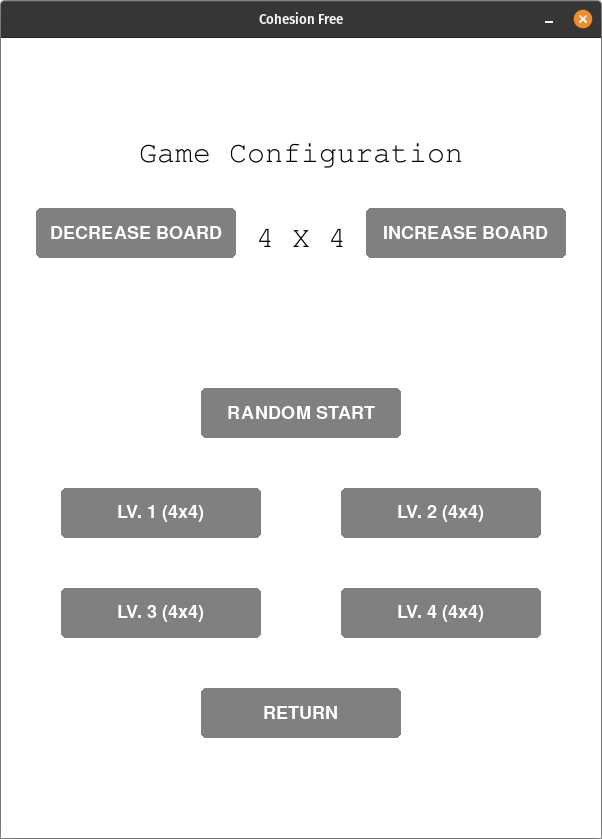 Cohesion Free
Game Configuration
DECREASE BOARD
4 X 4
INCREASE BOARD
RANDOM START
LV. 1 (4x4)
LV. 2 (4x4)
LV. 3 (4x4)
LV. 4 (4x4)
RETURN